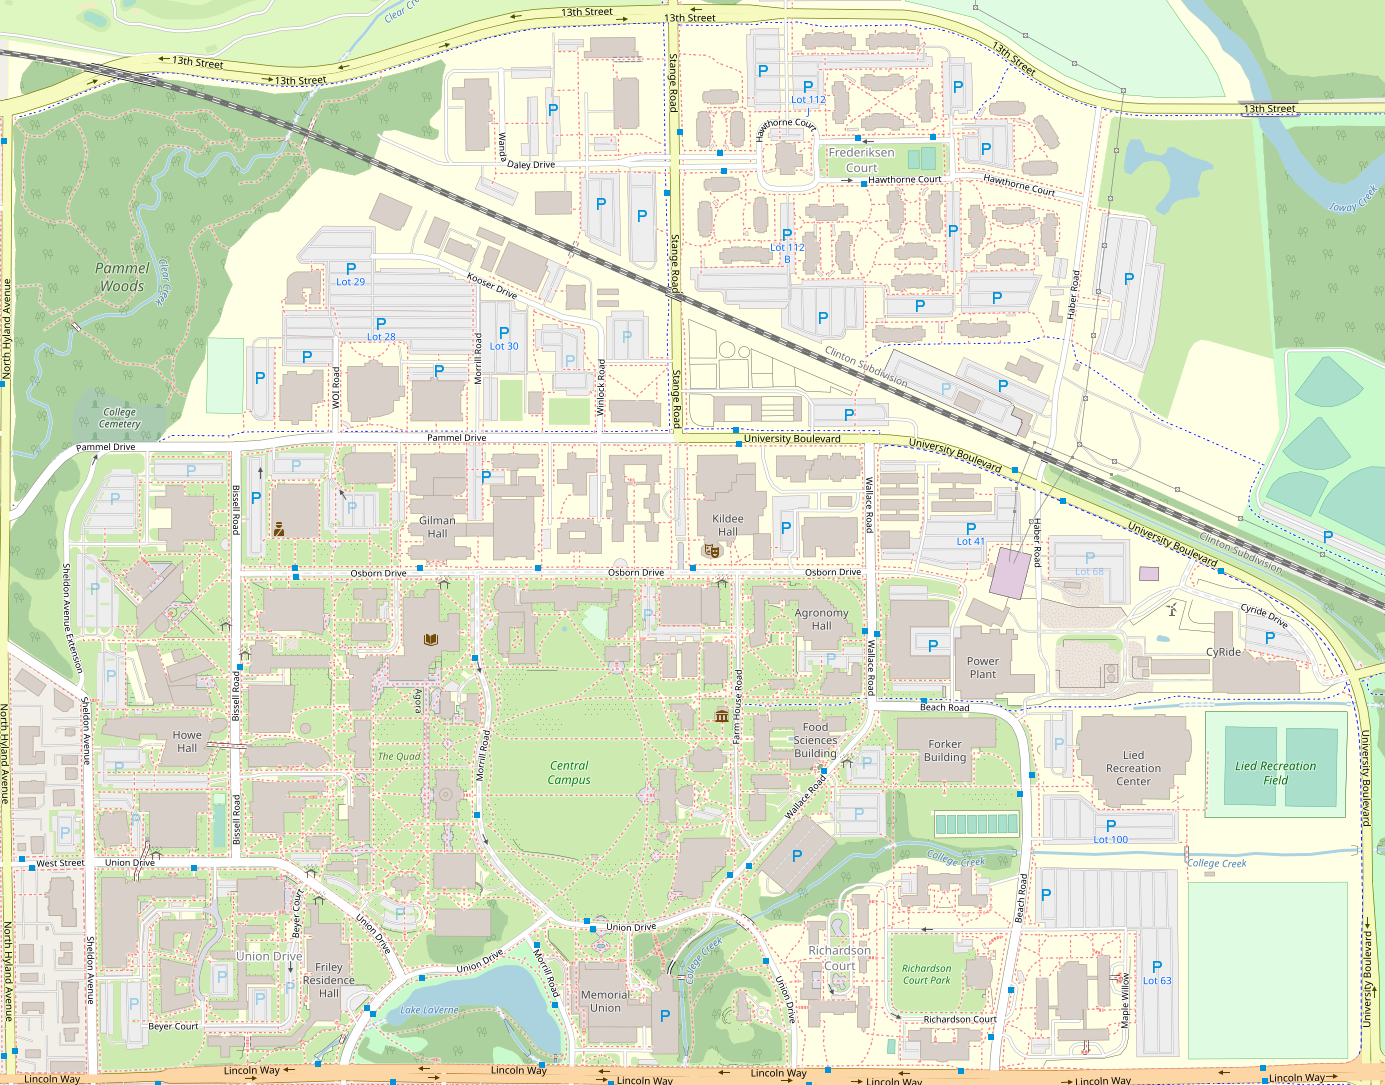 Clear Cr
13th Street
13th Street
13th Street
13th Street
13th Street
13th Street
Stange Road
P
P
Lot 112
J
P
P
Wanda
Daley Drive
Hawthorne Court
Frederiksen
Court
Hawthorne Court
Hawthorne Court
P
P
P
Ioway Creek
Pammel
Woods
Clear Creek
North Hyland Avenue
P
Lot 29
Kooser Drive
Stange Road
P
Lot 112
B
P
P
P
P
P
Haber Road
P
Lot 28
P
P
P
Lot 30
Morrill Road
WOI Road
P
P
P
Winlock Road
Stange Road
Clinton Subdivision
P
P
P
College
Cemetery
Pammel Drive
Pammel Drive
University Boulevard
University Boulevard
P
P
P
P
P
Bissell Road
Gilman
Hall
Kildee
Hall
P
Wallace Road
P
Lot 41
Haber Road
P
Lot 68
University Boulevard
Clinton Subdivision
P
Osborn Drive
Osborn Drive
Osborn Drive
P
Sheldon Avenue Extension
P
Agronomy
Hall
P
P
Cyride Drive
P
CyRide
Power
Plant
Wallace Road
P
Bissell Road
Agora
Farm House Road
Beach Road
Sheldon Avenue
North Hyland Avenue
Howe
Hall
P
The Quad
Morrill Road
Central
Campus
Food
Sciences
Building
P
Forker
Building
P
Lied
Recreation
Center
Lied Recreation
Field
University Boulevard
P
Bissell Road
Wallace Road
P
P
P
Lot 100
College Creek
College Creek
West Street
Union Drive
P
Beyer Court
Union Drive
P
Union Drive
Beach Road
P
North Hyland Avenue
Sheldon Avenue
Union Drive
Friley
Residence
Hall
P
P
P
P
Beyer Court
Union Drive
Morrill Road
Lake LaVerne
Memorial
Union
P
College Creek
Union Drive
Richardson
Court
Richardson
Court Park
Richardson Court
Maple Willow
P
Lot 63
University Boulevard
Lincoln Way
Lincoln Way
Lincoln Way
Lincoln Way
Lincoln Way
Lincoln Way
Lincoln Way
Lincoln Way